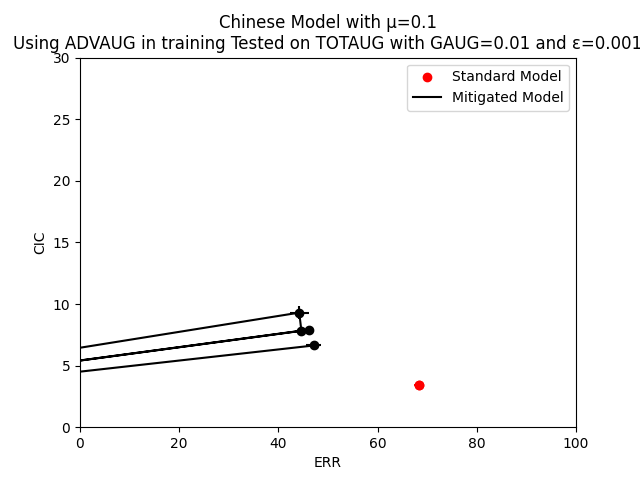 Chinese Model with μ=0.1
Using ADVAUG in training Tested on TOTAUG with GAUG=0.01 and ε=0.001
30
25
20
15
10
5
0
CIC
Standard Model
Mitigated Model
0 20 40 60 80 100
ERR